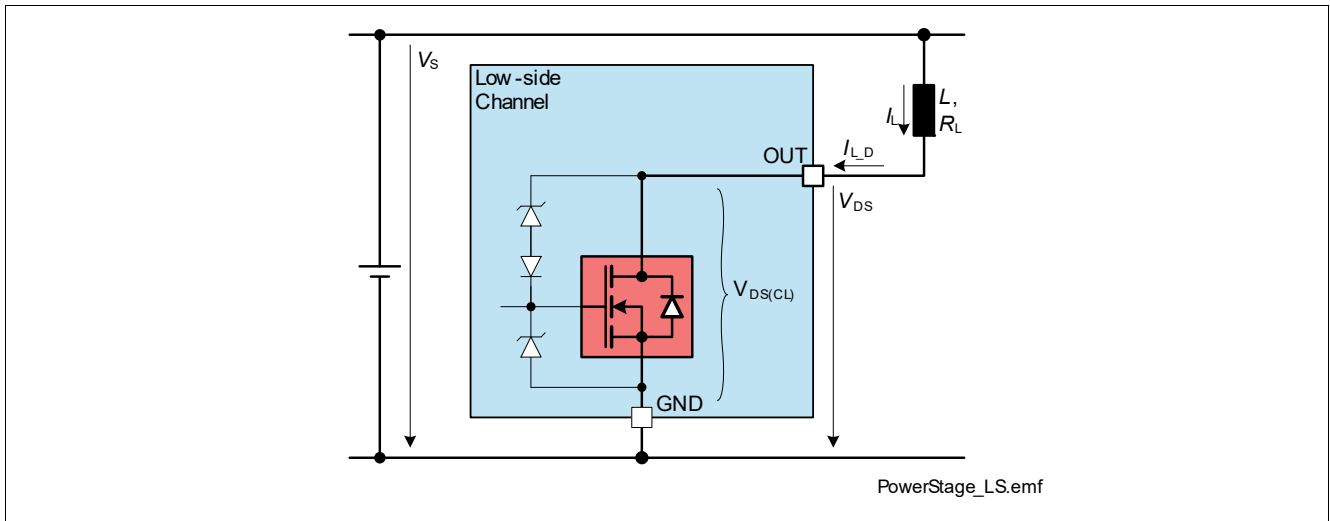 VS
Low-side
Channel
L,
RL
IL
IL_D
OUT
VDS
VDS(CL)
GND
PowerStage_LS.emf